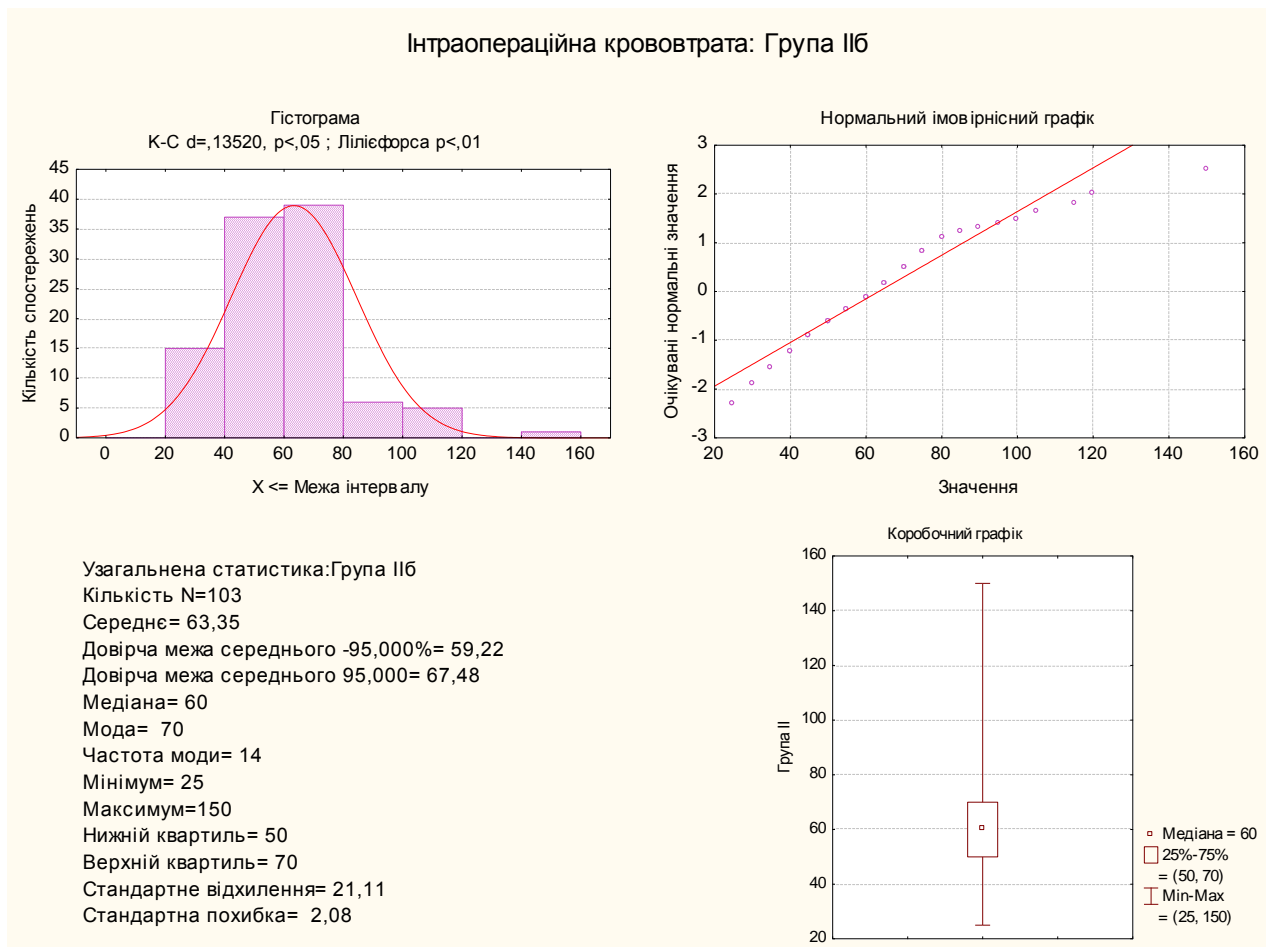 Інтраопераційна крововтрата: Група IIб
Гістограма
К-С d=,13520, p<,05 ; Лілієфорса p<,01
45
40
35
30
25
20
15
10
5
0
0 20 40 60 80 100 120 140 160
Кількість спостережень
X <= Межа інтервалу
Нормальний імовірнісний графік
3
2
1
0
-1
-2
-3
20 40 60 80 100 120 140 160
Очікувані нормальні значення
Значення
Узагальнена статистика:Група IIб
Кількість N=103
Середнє= 63,35
Довірча межа середнього -95,000%= 59,22
Довірча межа середнього 95,000= 67,48
Медіана= 60
Мода= 70
Частота моди= 14
Мінімум= 25
Максимум=150
Нижній квартиль= 50
Верхній квартиль= 70
Стандартне відхилення= 21,11
Стандартна похибка= 2,08
Коробочний графік
160
140
120
100
80
60
40
20
Група II
Медіана = 60
25%-75%
= (50, 70)
Min-Max
= (25, 150)